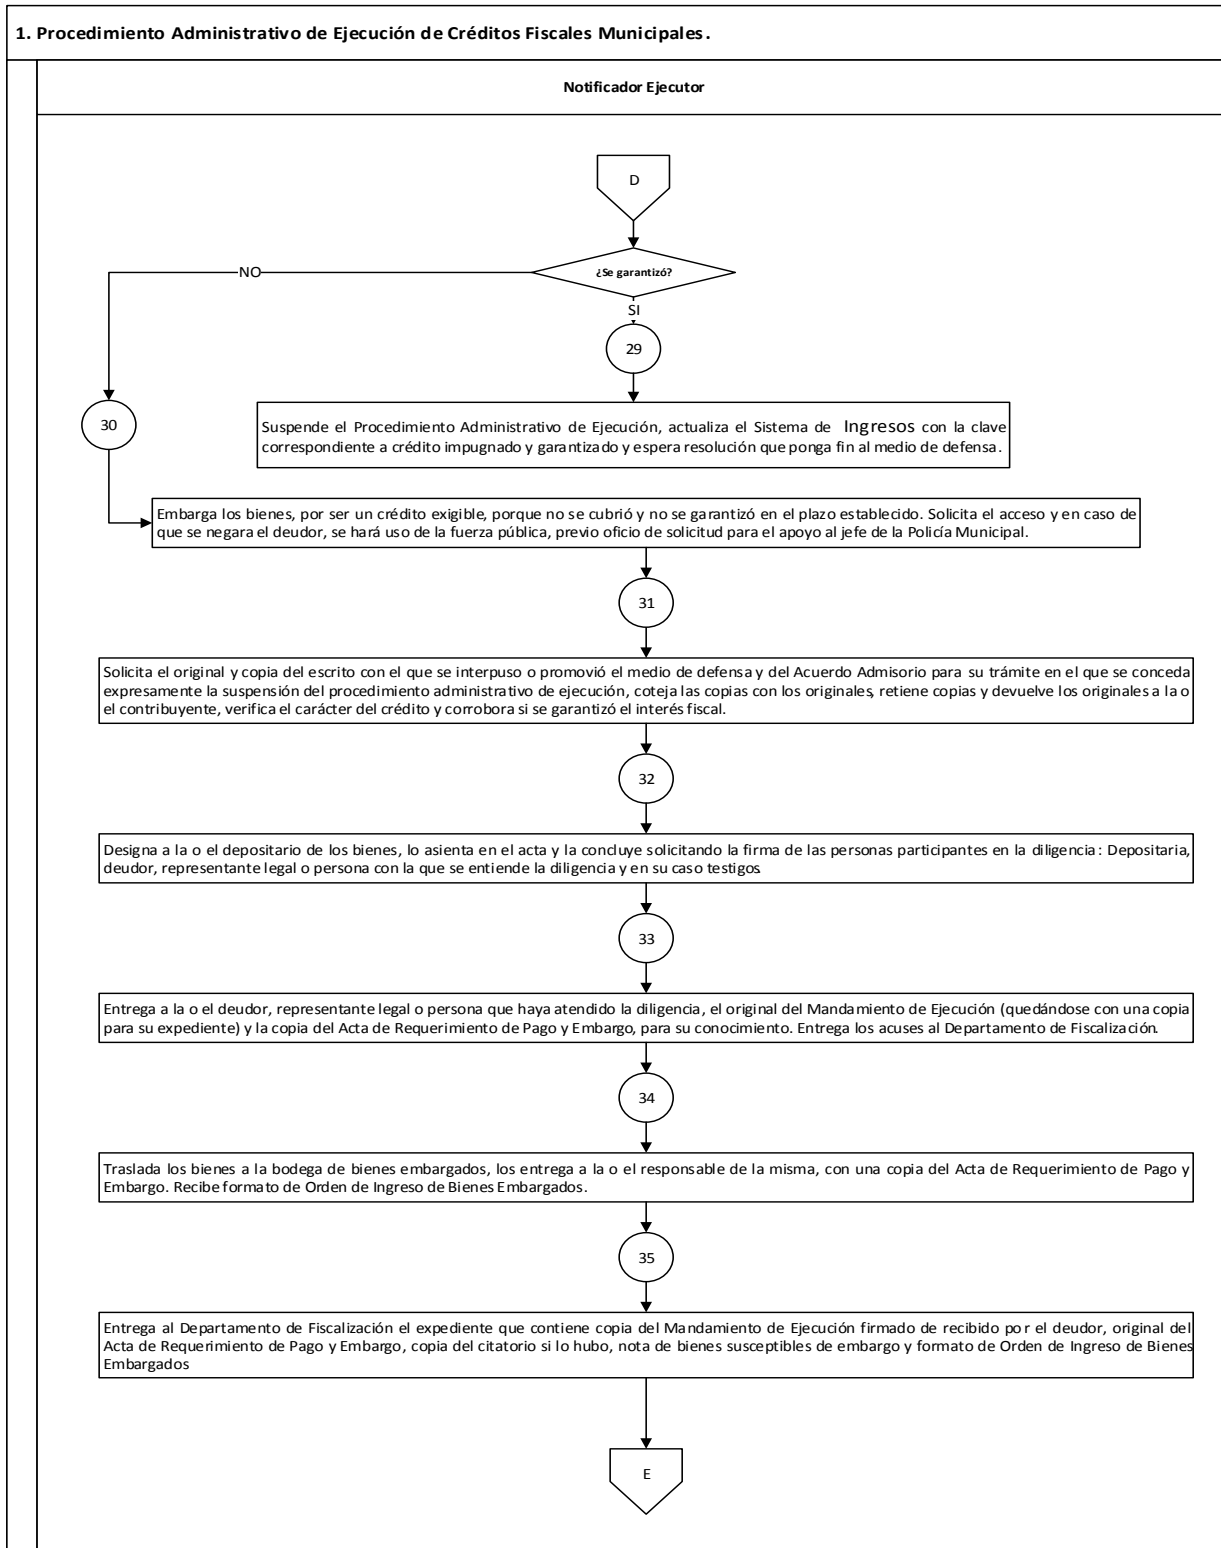 1. Procedimiento Administrativo de Ejecución de Créditos Fiscales Municipales.
Notificador Ejecutor
D
¿Se garantizó?
NO
SI
29
30
Suspende el Procedimiento Administrativo de Ejecución, actualiza el Sistema de Ingresos con la clave
correspondiente a crédito impugnado y garantizado y espera resolución que ponga fin al medio de defensa.
Embarga los bienes, por ser un crédito exigible, porque no se cubrió y no se garantizó en el plazo establecido. Solicita el acceso y en caso de
que se negara el deudor, se hará uso de la fuerza pública, previo oficio de solicitud para el apoyo al jefe de la Policía Municipal.
31
Solicita el original y copia del escrito con el que se interpuso o promovió el medio de defensa y del Acuerdo Admisorio para su trámite en el que se conceda
expresamente la suspensión del procedimiento administrativo de ejecución, coteja las copias con los originales, retiene copias y devuelve los originales a la o
el contribuyente, verifica el carácter del crédito y corrobora si se garantizó el interés fiscal.
32
Designa a la o el depositario de los bienes, lo asienta en el acta y la concluye solicitando la firma de las personas participantes en la diligencia: Depositaria,
deudor, representante legal o persona con la que se entiende la diligencia y en su caso testigos.
33
Entrega a la o el deudor, representante legal o persona que haya atendido la diligencia, el original del Mandamiento de Ejecución (quedándose con una copia
para su expediente) y la copia del Acta de Requerimiento de Pago y Embargo, para su conocimiento. Entrega los acuses al Departamento de Fiscalización.
34
Traslada los bienes a la bodega de bienes embargados, los entrega a la o el responsable de la misma, con una copia del Acta de Requerimiento de Pago y
Embargo. Recibe formato de Orden de Ingreso de Bienes Embargados.
35
Entrega al Departamento de Fiscalización el expediente que contiene copia del Mandamiento de Ejecución firmado de recibido por el deudor, original del
Acta de Requerimiento de Pago y Embargo, copia del citatorio si lo hubo, nota de bienes susceptibles de embargo y formato de Orden de Ingreso de Bienes
Embargados
E